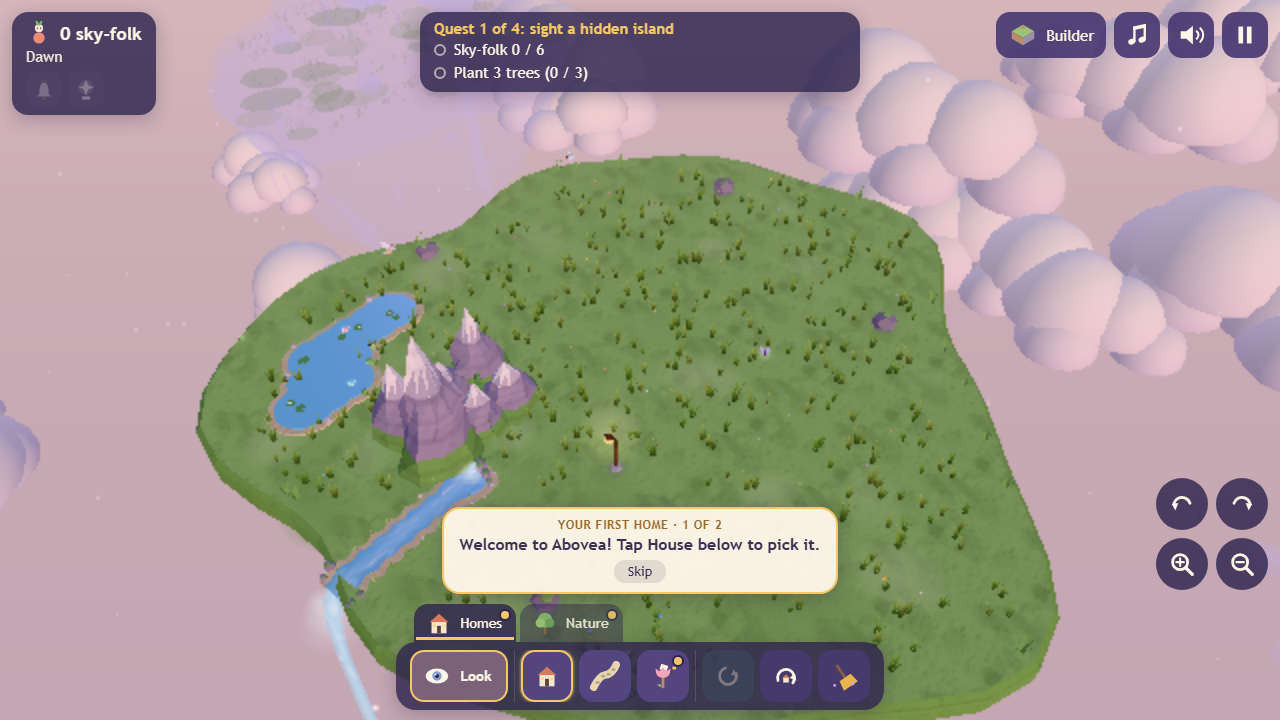 0 sky-folk
Dawn
Quest 1 of 4: sight a hidden island
Sky-folk 0 / 6
Plant 3 trees (0 / 3)
Builder
YOUR FIRST HOME · 1 OF 2
Welcome to Abovea! Tap House below to pick it.
Skip
Homes
Nature
Look